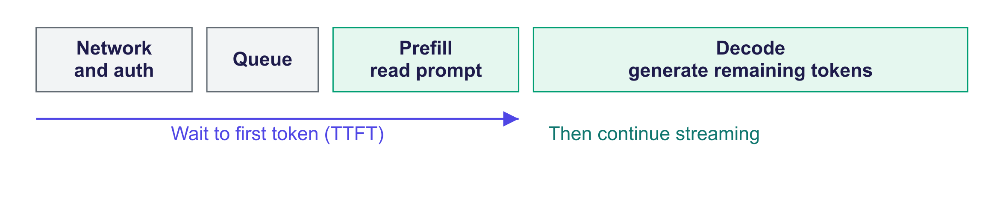 Network
and auth
Queue
Prefill
read prompt
Decode
generate remaining tokens
Wait to first token (TTFT)
Then continue streaming